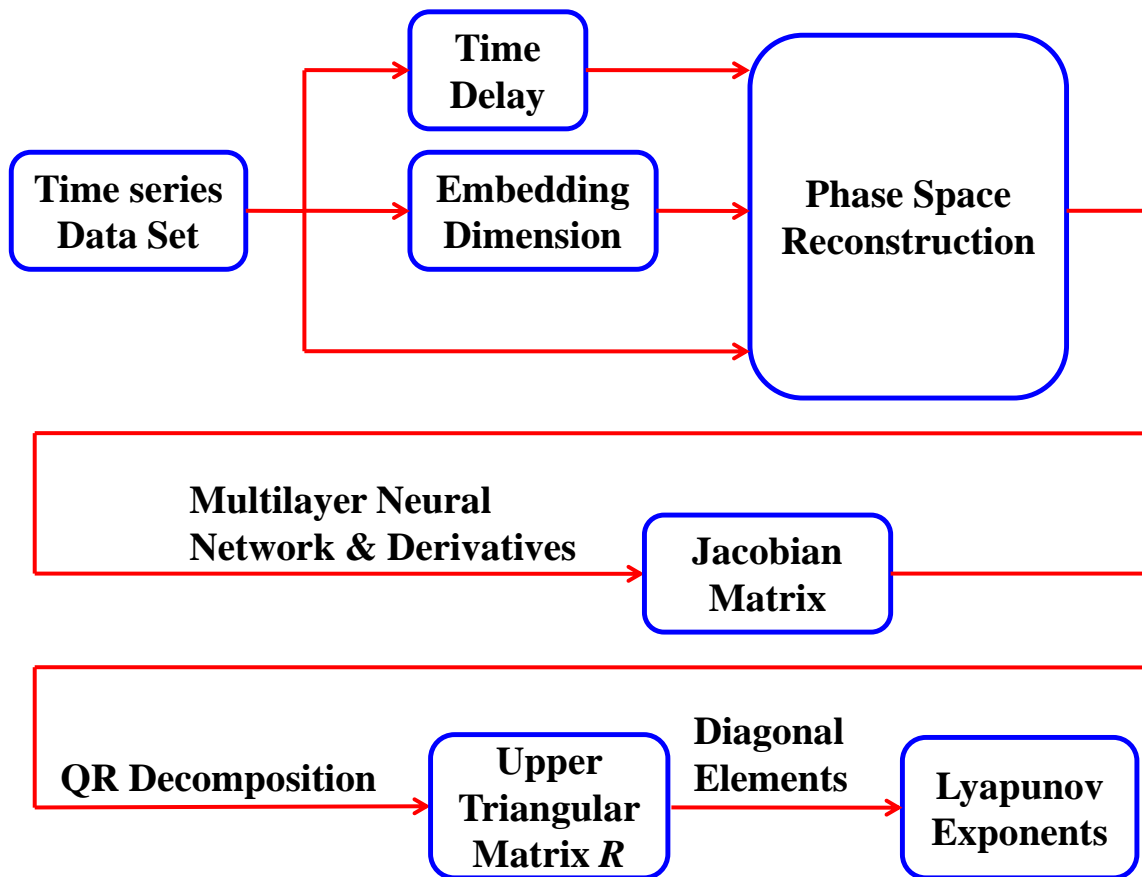 Time
Delay
Time series
Data Set
Embedding
Dimension
Phase Space
Reconstruction
Multilayer Neural
Network & Derivatives
Jacobian
Matrix
QR Decomposition
Upper
Triangular
Matrix R
Diagonal
Elements
Lyapunov
Exponents